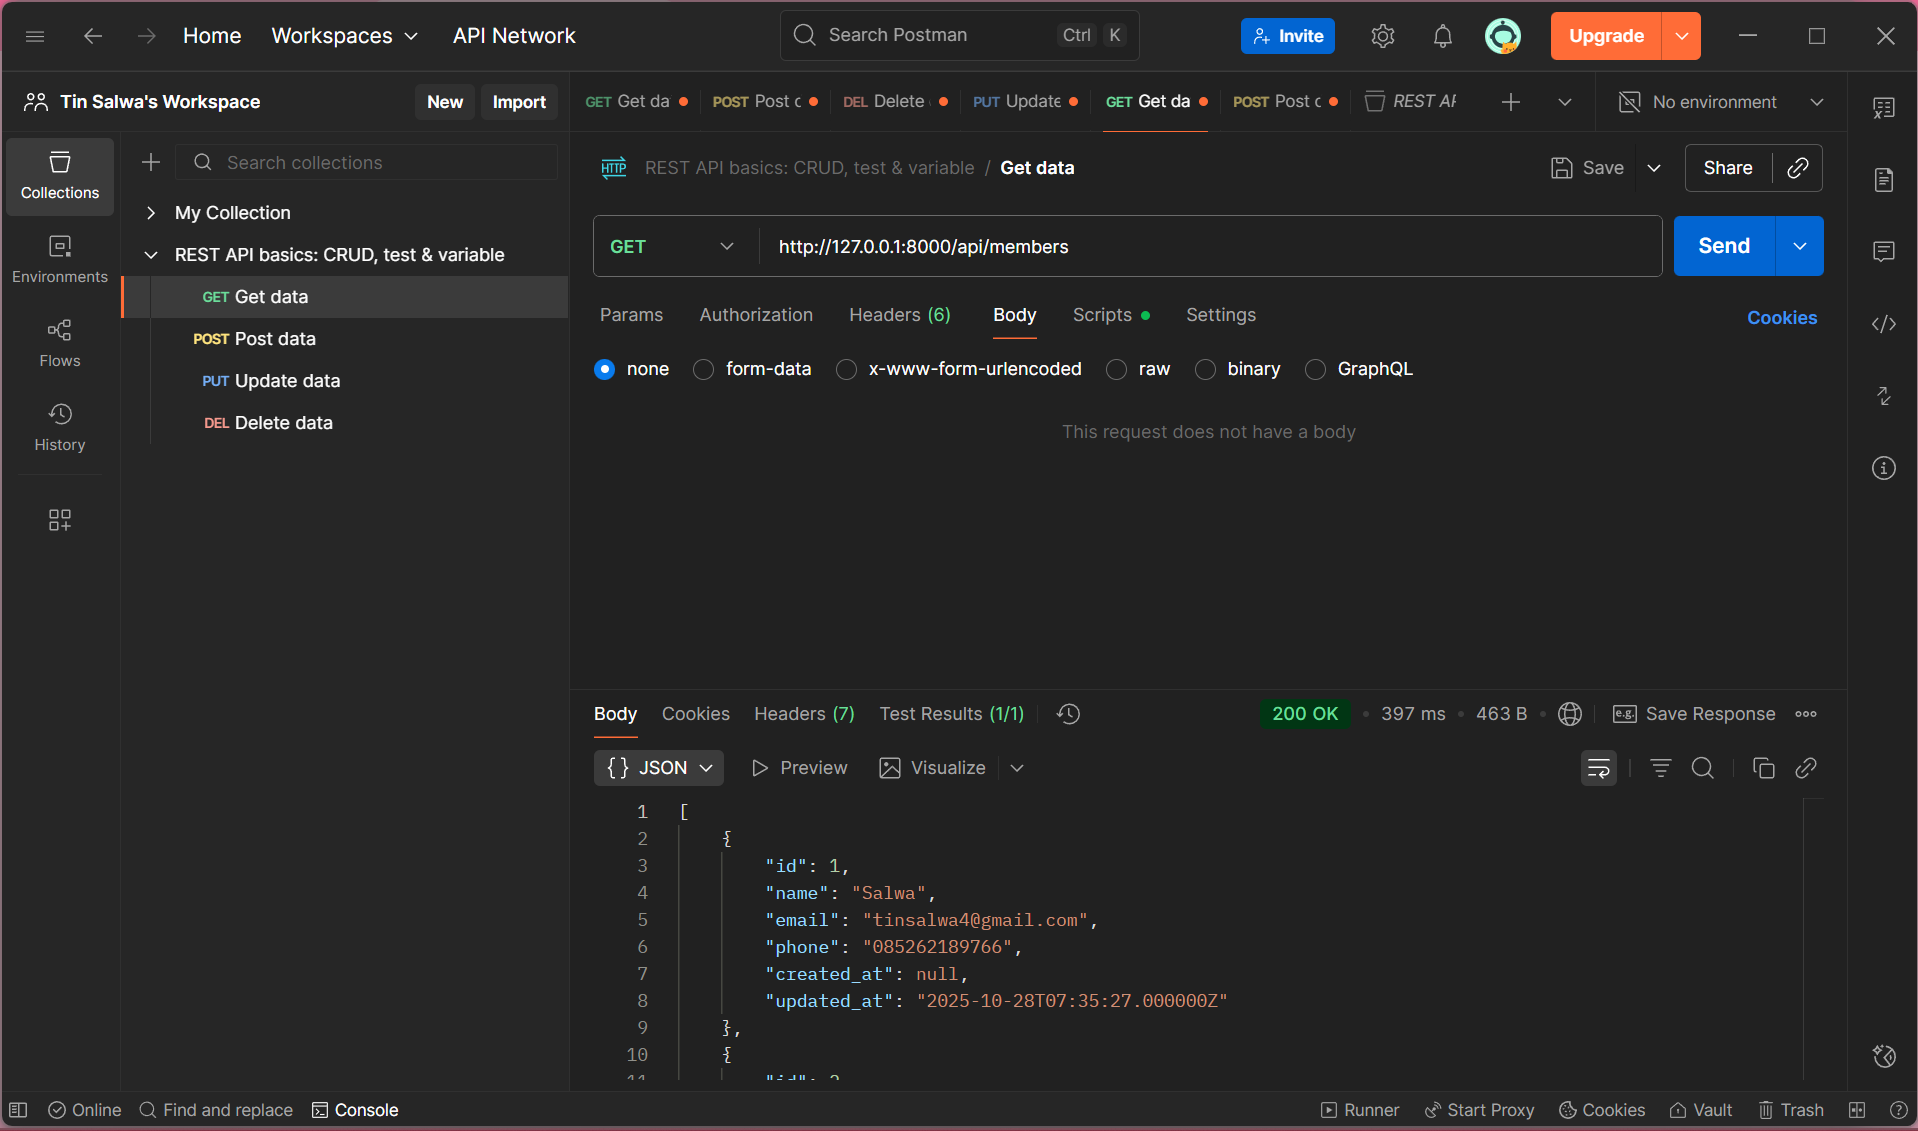 Home Workspaces API Network Search Postman Ctrl K Invite Upgrade
Tin Salwa's Workspace New Import GET Get da POST Post c DEL Delete PUT Update GET Get da POST Post c REST AP No environment
Collections
Environments
Flows
History
Search collections
My Collection
REST API basics: CRUD, test & variable
GET Get data
POST Post data
PUT Update data
DEL Delete data
HTTP REST API basics: CRUD, test & variable / Get data Save Share
GET http://127.0.0.1:8000/api/members Send
Params Authorization Headers (6) Body Scripts Settings Cookies
none form-data x-www-form-urlencoded raw binary GraphQL
This request does not have a body
Body Cookies Headers (7) Test Results (1/1) 200 OK • 397 ms • 463 B • e.g. Save Response
{} JSON Preview Visualize
1 [
2 {
3 "id": 1,
4 "name": "Salwa",
5 "email": "tinsalwa4@gmail.com",
6 "phone": "085262189766",
7 "created_at": null,
8 "updated_at": "2025-10-28T07:35:27.000000Z"
9 },
10 {
11 "id": 2
Online Find and replace Console Runner Start Proxy Cookies Vault Trash